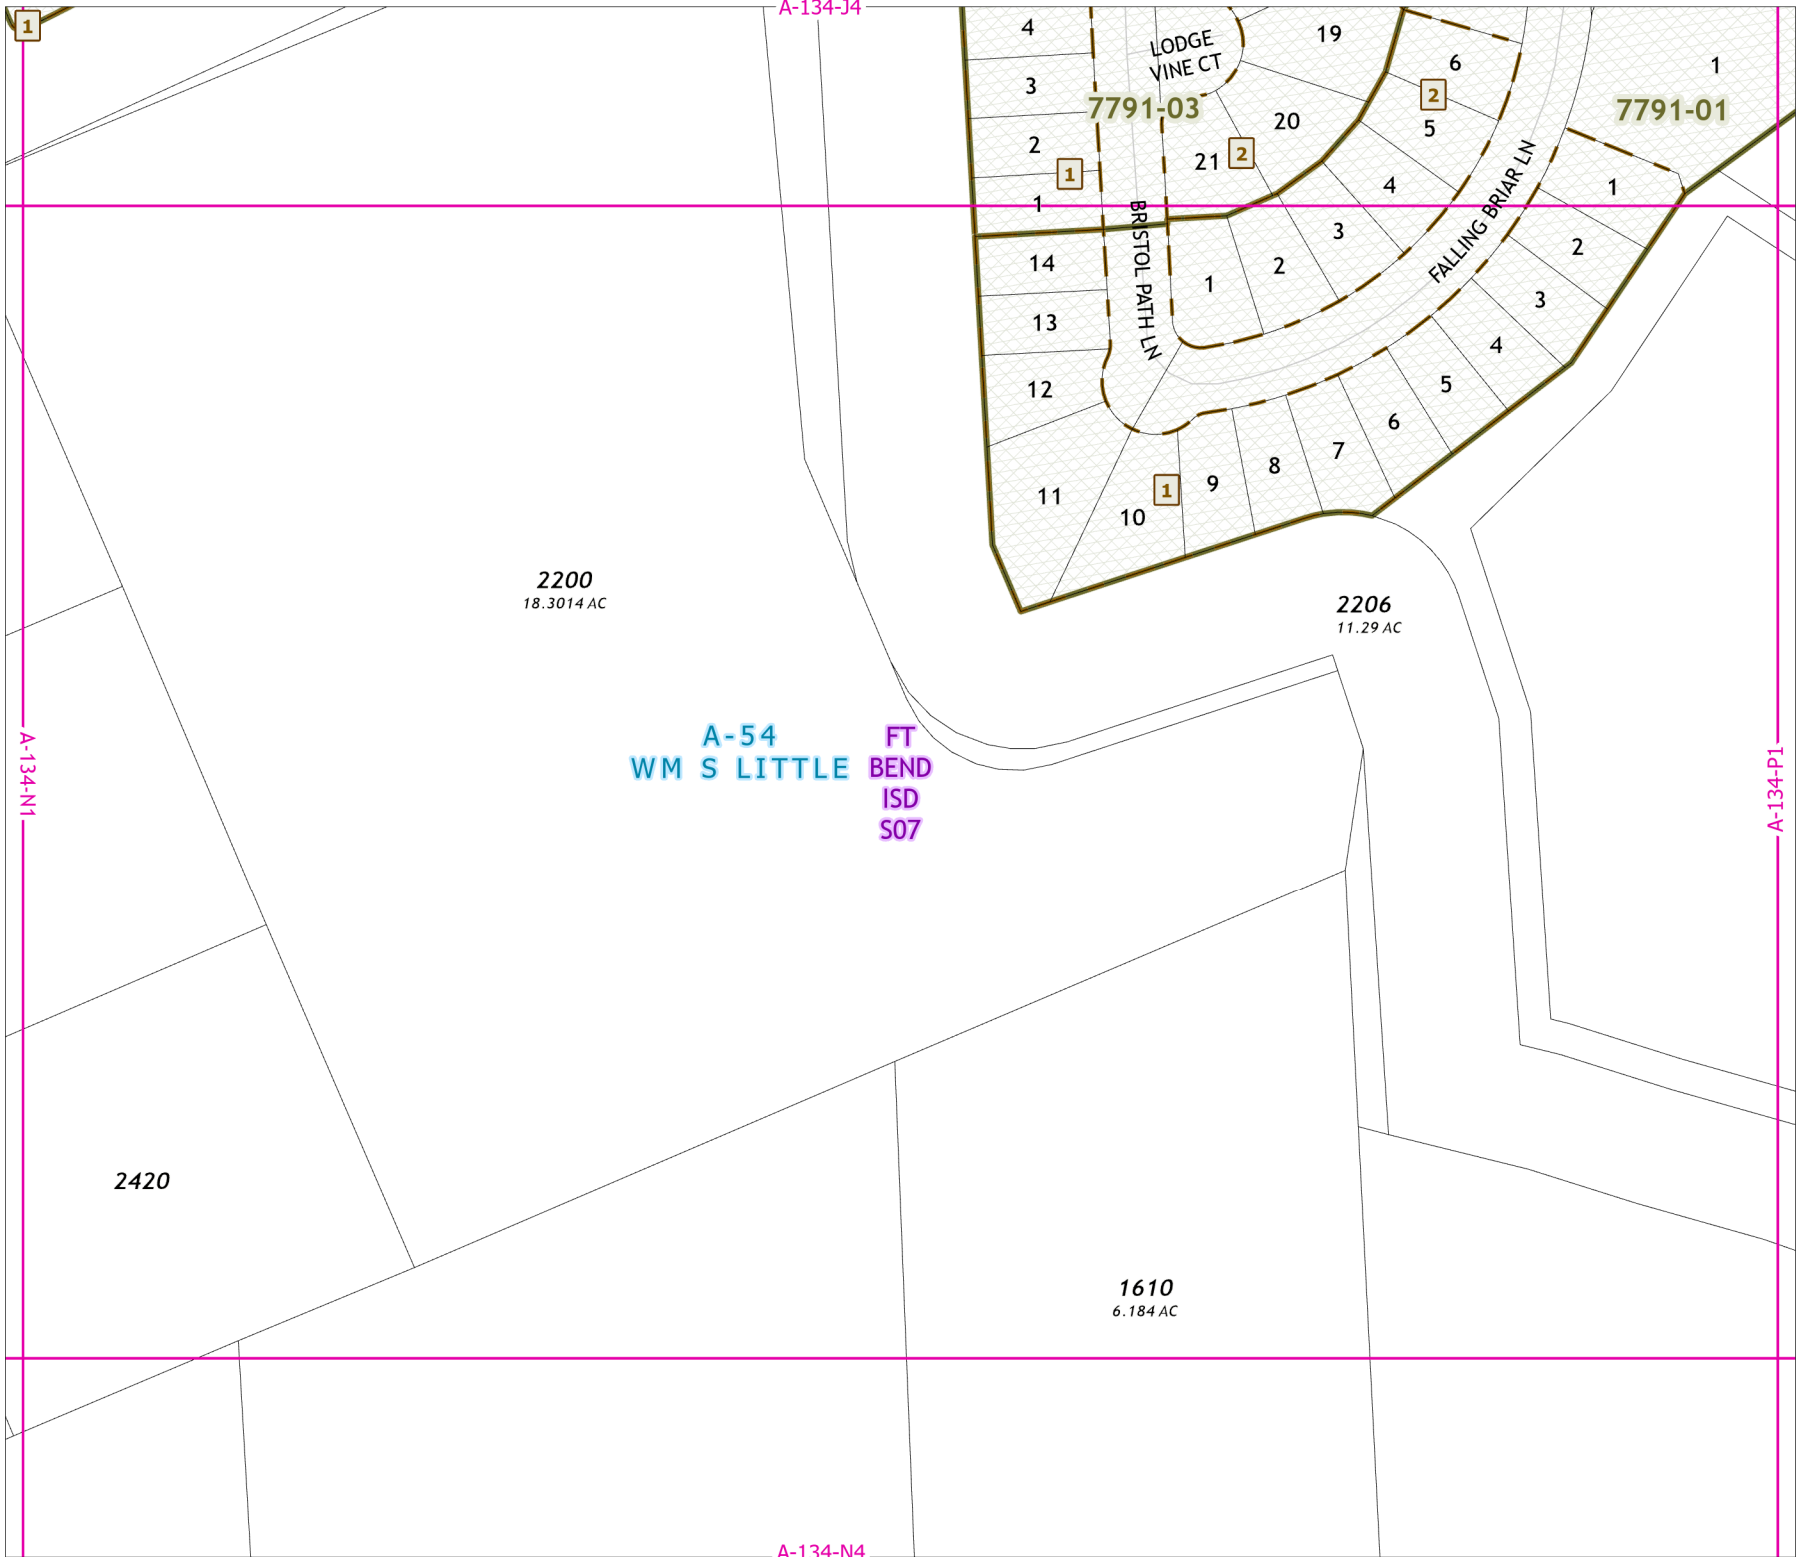 A-134-J4
1
4
LODGE
VINE CT
19
6
1
3
2
7791-03
7791-01
20
5
2
21
2
1
4
1
1
BRISTOL PATH LN
FALLING BRIAR LN
3
2
14
2
1
3
13
4
12
5
6
7
8
9
1
11
10
2200
18.3014 AC
2206
11.29 AC
A-54
WM S LITTLE
FT
BEND
ISD
S07
A-134-N1
A-134-P1
2420
1610
6.184 AC
A-134-N4